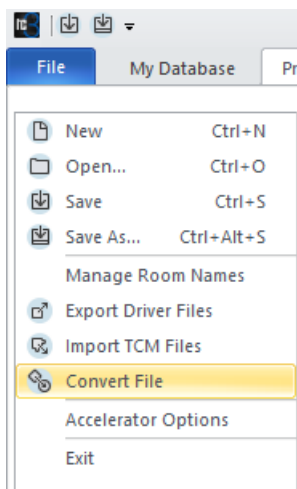 File My Database
New Ctrl+N
Open... Ctrl+O
Save Ctrl+S
Save As... Ctrl+Alt+S
Manage Room Names
Export Driver Files
Import TCM Files
Convert File
Accelerator Options
Exit